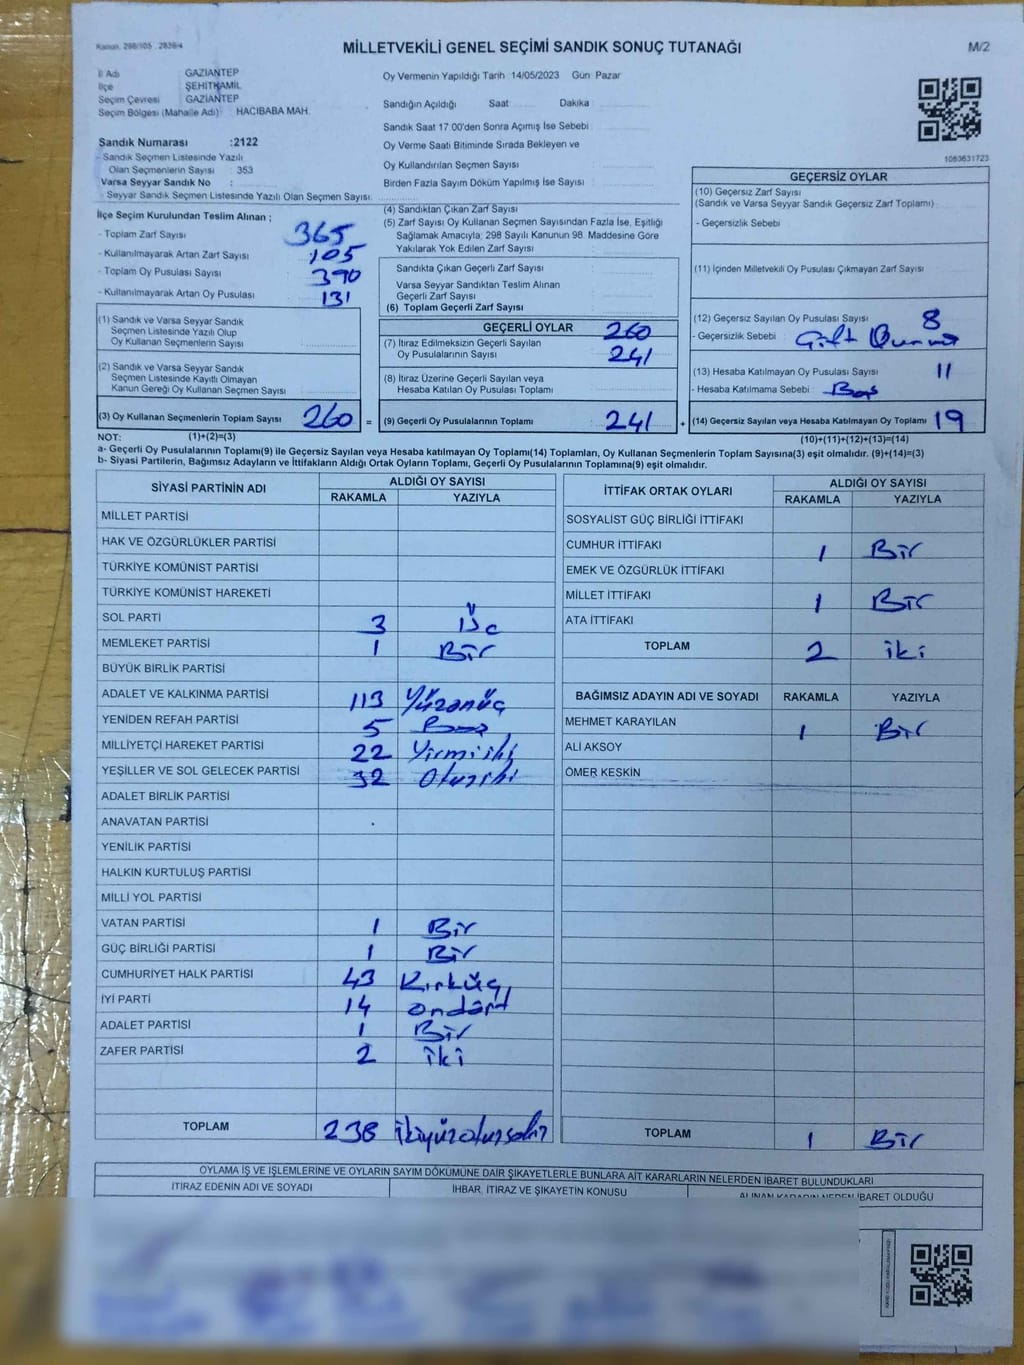 Kanun, 298/105 , 2839/4
MİLLETVEKİLİ GENEL SEÇİMİ SANDIK SONUÇ TUTANAĞI
M/2
İl Adı GAZİANTEP
İlçe ŞEHİTKAMİL
Seçim Çevresi GAZİANTEP
Seçim Bölgesi (Mahalle Adı) : HACIBABA MAH.
Sandık Numarası :2122
- Sandık Seçmen Listesinde Yazılı
Olan Seçmenlerin Sayısı : 353
Varsa Seyyar Sandık No :
- Seyyar Sandık Seçmen Listesinde Yazılı Olan Seçmen Sayısı:
Oy Vermenin Yapıldığı Tarih 14/05/2023 Gün Pazar
Sandığın Açıldığı Saat Dakika
Sandık Saat 17.00'den Sonra Açılmış İse Sebebi
Oy Verme Saati Bitiminde Sırada Bekleyen ve
Oy Kullandırılan Seçmen Sayısı
Birden Fazla Sayım Döküm Yapılmış İse Sayısı
1083631723
İlçe Seçim Kurulundan Teslim Alınan ;
- Toplam Zarf Sayısı 365
- Kullanılmayarak Artan Zarf Sayısı 105
- Toplam Oy Pusulası Sayısı 390
- Kullanılmayarak Artan Oy Pusulası 131
(4) Sandıktan Çıkan Zarf Sayısı
(5) Zarf Sayısı Oy Kullanan Seçmen Sayısından Fazla İse, Eşitliği
Sağlamak Amacıyla; 298 Sayılı Kanunun 98. Maddesine Göre
Yakılarak Yok Edilen Zarf Sayısı
Sandıkta Çıkan Geçerli Zarf Sayısı
Varsa Seyyar Sandıktan Teslim Alınan
Geçerli Zarf Sayısı
(6) Toplam Geçerli Zarf Sayısı 260
GEÇERSİZ OYLAR
(10) Geçersiz Zarf Sayısı
(Sandık ve Varsa Seyyar Sandık Geçersiz Zarf Toplamı)
- Geçersizlik Sebebi
(11) İçinden Milletvekili Oy Pusulası Çıkmayan Zarf Sayısı
(12) Geçersiz Sayılan Oy Pusulası Sayısı 8
- Geçersizlik Sebebi Çift
(13) Hesaba Katılmayan Oy Pusulası Sayısı 11
- Hesaba Katılmama Sebebi Boş
(1) Sandık ve Varsa Seyyar Sandık
Seçmen Listesinde Yazılı Olup
Oy Kullanan Seçmenlerin Sayısı
(2) Sandık ve Varsa Seyyar Sandık
Seçmen Listesinde Kayıtlı Olmayan
Kanun Gereği Oy Kullanan Seçmen Sayısı
GEÇERLİ OYLAR
(7) İtiraz Edilmeksizin Geçerli Sayılan
Oy Pusulalarının Sayısı 241
(8) İtiraz Üzerine Geçerli Sayılan veya
Hesaba Katılan Oy Pusulası Toplamı
(3) Oy Kullanan Seçmenlerin Toplam Sayısı 260 = (9) Geçerli Oy Pusulalarının Toplamı 241 + (14) Geçersiz Sayılan veya Hesaba Katılmayan Oy Toplamı 19
NOT: (1)+(2)=(3) (10)+(11)+(12)+(13)=(14)
a- Geçerli Oy Pusulalarının Toplamı(9) ile Geçersiz Sayılan veya Hesaba katılmayan Oy Toplamı(14) Toplamları, Oy Kullanan Seçmenlerin Toplam Sayısına(3) eşit olmalıdır. (9)+(14)=(3)
b- Siyasi Partilerin, Bağımsız Adayların ve İttifakların Aldığı Ortak Oyların Toplamı, Geçerli Oy Pusulalarının Toplamına(9) eşit olmalıdır.
SİYASİ PARTİNİN ADI ALDIĞI OY SAYISI
RAKAMLA YAZIYLA
MİLLET PARTİSİ
HAK VE ÖZGÜRLÜKLER PARTİSİ
TÜRKİYE KOMÜNİST PARTİSİ
TÜRKİYE KOMÜNİST HAREKETİ
SOL PARTİ 3 Üç
MEMLEKET PARTİSİ 1 Bir
BÜYÜK BİRLİK PARTİSİ
ADALET VE KALKINMA PARTİSİ 113 Yüzonüç
YENİDEN REFAH PARTİSİ 5 Beş
MİLLİYETÇİ HAREKET PARTİSİ 22 Yirmiiki
YEŞİLLER VE SOL GELECEK PARTİSİ 32 Otuziki
ADALET BİRLİK PARTİSİ
ANAVATAN PARTİSİ
YENİLİK PARTİSİ
HALKIN KURTULUŞ PARTİSİ
MİLLİ YOL PARTİSİ
VATAN PARTİSİ 1 Bir
GÜÇ BİRLİĞİ PARTİSİ 1 Bir
CUMHURİYET HALK PARTİSİ 43 Kırküç
İYİ PARTİ 14 ondört
ADALET PARTİSİ 1 Bir
ZAFER PARTİSİ 2 iki
TOPLAM 238 ikiyüzotuzsekiz
İTTİFAK ORTAK OYLARI ALDIĞI OY SAYISI
RAKAMLA YAZIYLA
SOSYALİST GÜÇ BİRLİĞİ İTTİFAKI
CUMHUR İTTİFAKI 1 Bir
EMEK VE ÖZGÜRLÜK İTTİFAKI
MİLLET İTTİFAKI 1 Bir
ATA İTTİFAKI
TOPLAM 2 iki
BAĞIMSIZ ADAYIN ADI VE SOYADI RAKAMLA YAZIYLA
MEHMET KARAYILAN 1 Bir
ALİ AKSOY
ÖMER KESKİN
TOPLAM 1 Bir
OYLAMA İŞ VE İŞLEMLERİNE VE OYLARIN SAYIM DÖKÜMÜNE DAİR ŞİKAYETLERLE BUNLARA AİT KARARLARIN NELERDEN İBARET BULUNDUKLARI
İTİRAZ EDENİN ADI VE SOYADI İHBAR, İTİRAZ VE ŞİKAYETİN KONUSU ALINAN KARARIN NEDEN İBARET OLDUĞU